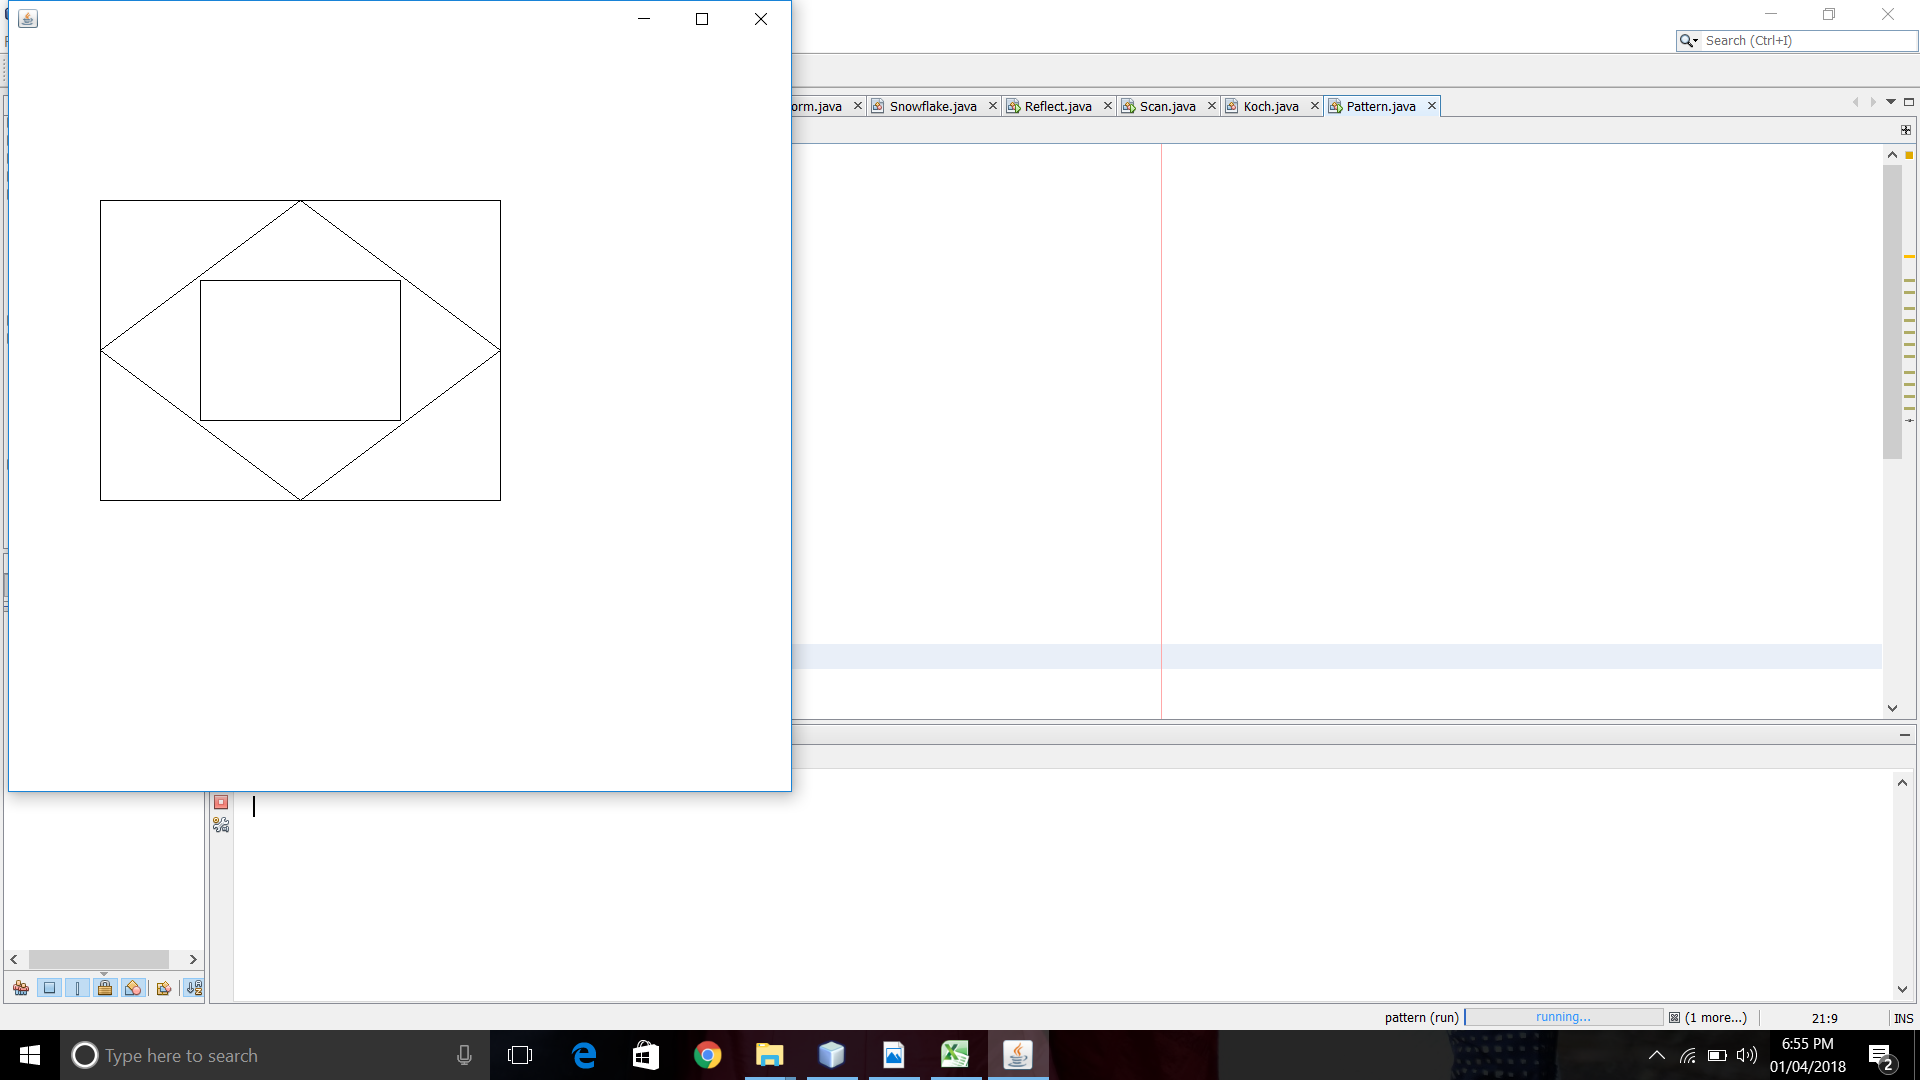 Search (Ctrl+I)
orm.java Snowflake.java Reflect.java Scan.java Koch.java Pattern.java
pattern (run) running... (1 more...) 21:9 INS
Type here to search
6:55 PM
01/04/2018
2